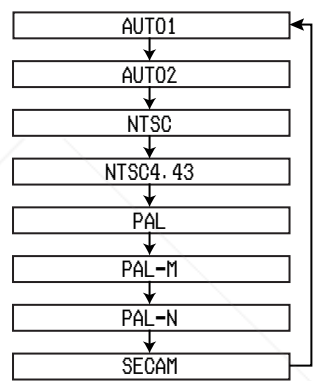 AUTO1
AUTO2
NTSC
NTSC4.43
PAL
PAL-M
PAL-N
SECAM